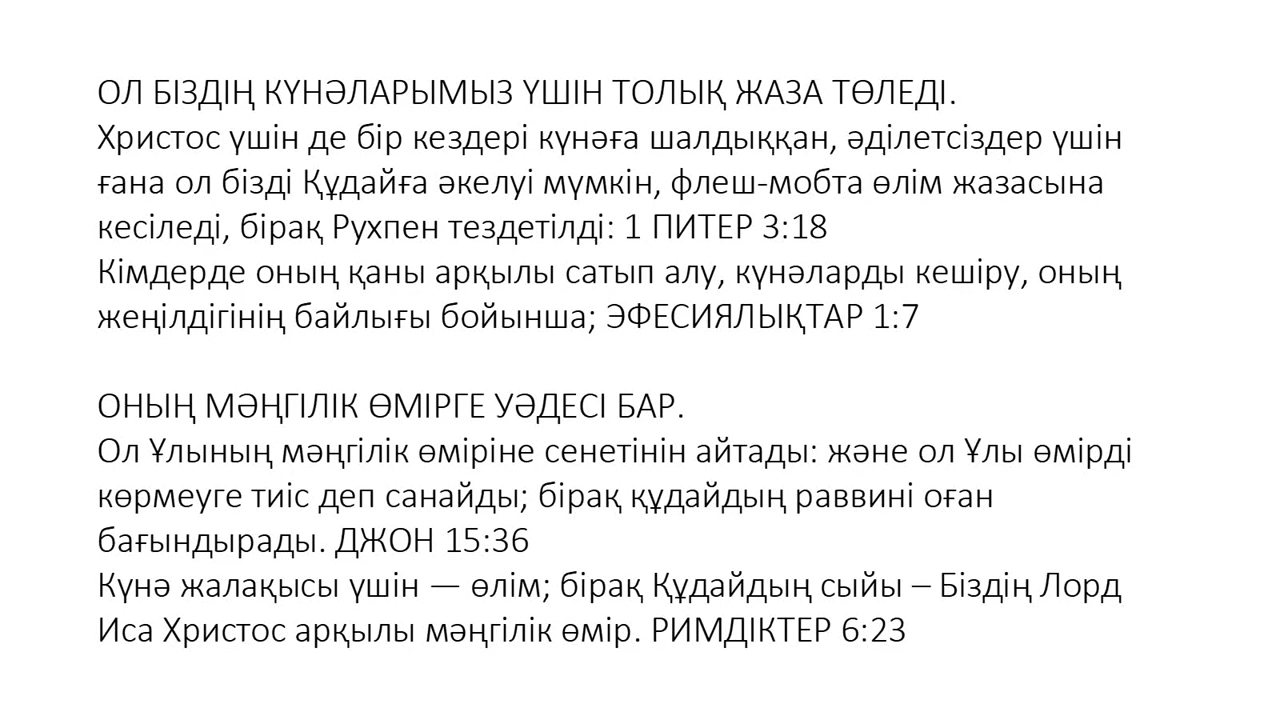 ОЛ БІЗДІҢ КҮНӘЛАРЫМЫЗ ҮШІН ТОЛЫҚ ЖАЗА ТӨЛЕДІ.
Христос үшін де бір кездері күнәға шалдыққан, әділетсіздер үшін
ғана ол бізді Құдайға әкелуі мүмкін, флеш-мобта өлім жазасына
кесіледі, бірақ Рухпен тездетілді: 1 ПИТЕР 3:18
Кімдерде оның қаны арқылы сатып алу, күнәларды кешіру, оның
жеңілдігінің байлығы бойынша; ЭФЕСИЯЛЫҚТАР 1:7
ОНЫҢ МӘҢГІЛІК ӨМІРГЕ УӘДЕСІ БАР.
Ол Ұлының мәңгілік өміріне сенетінін айтады: және ол Ұлы өмірді
көрмеуге тиіс деп санайды; бірақ құдайдың раввині оған
бағындырады. ДЖОН 15:36
Күнә жалақысы үшін — өлім; бірақ Құдайдың сыйы – Біздің Лорд
Иса Христос арқылы мәңгілік өмір. РИМДІКТЕР 6:23